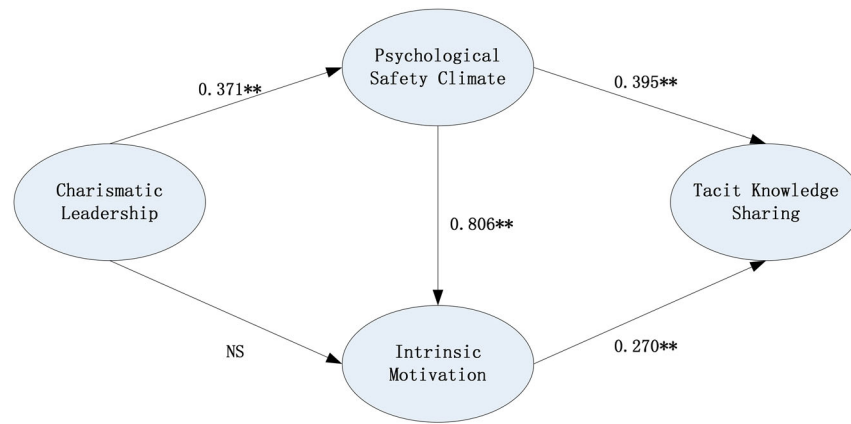 Psychological
Safety Climate
0.371**
0.395**
Charismatic
Leadership
Tacit Knowledge
Sharing
0.806**
NS
Intrinsic
Motivation
0.270**